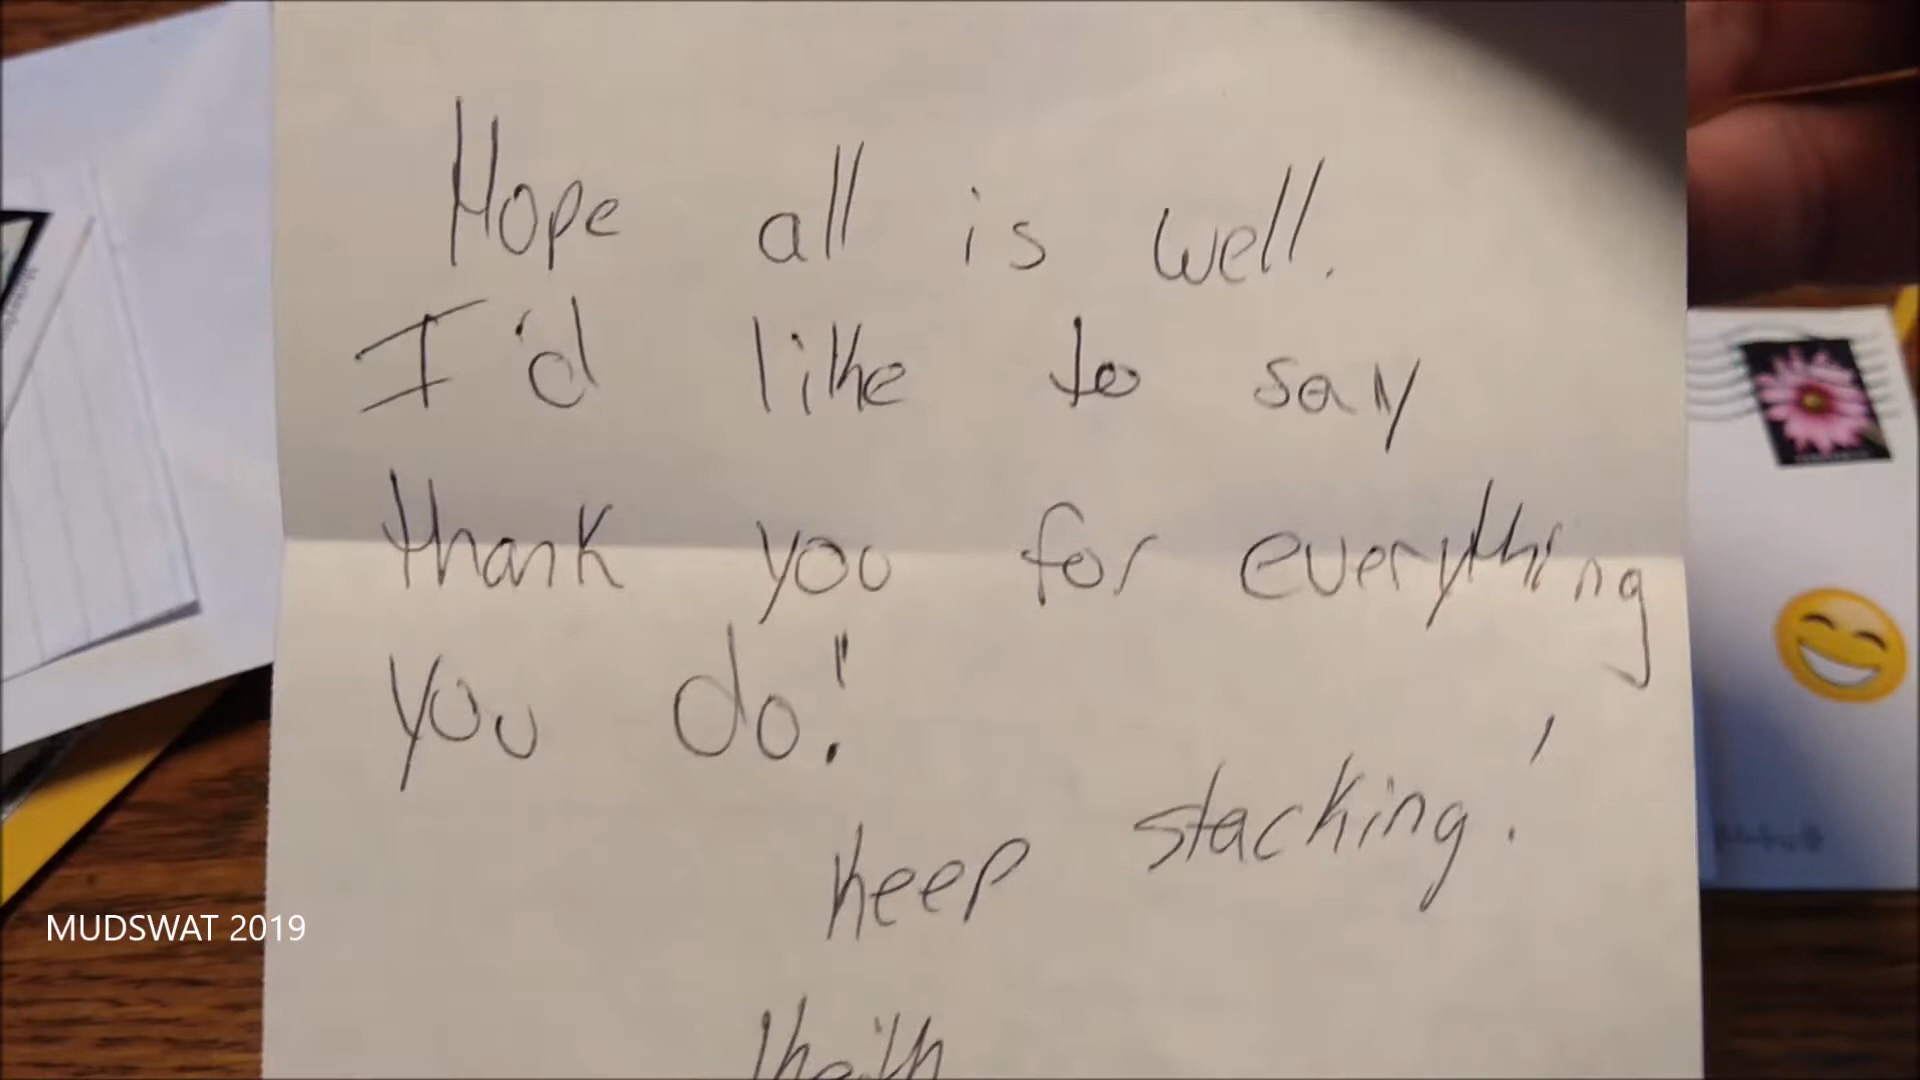 Hope all is well.
I'd like to say
thank you for everything
you do!
keep stacking!
MUDSWAT 2019